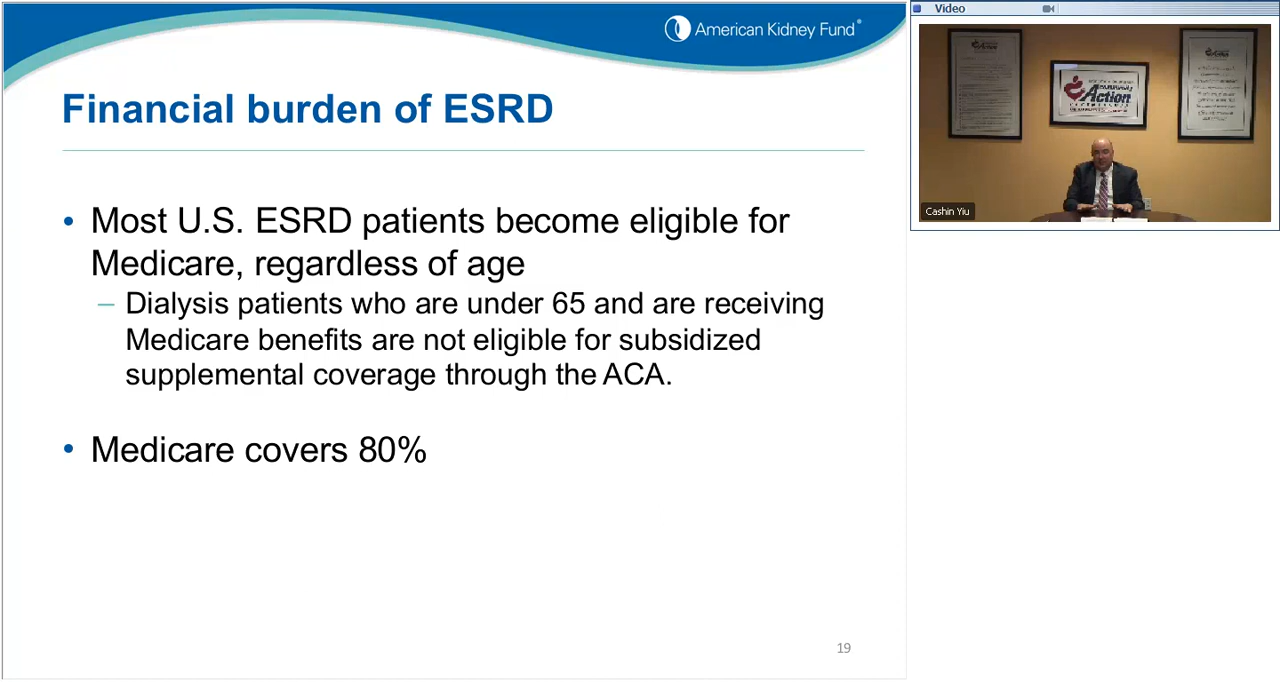 American Kidney Fund®
Financial burden of ESRD
• Most U.S. ESRD patients become eligible for
Medicare, regardless of age
– Dialysis patients who are under 65 and are receiving
Medicare benefits are not eligible for subsidized
supplemental coverage through the ACA.
• Medicare covers 80%
19
Video
Action
Cashin Yiu